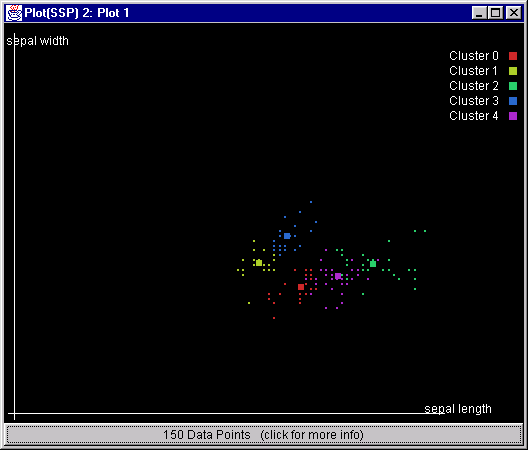 Plot(SSP) 2: Plot 1
sepal width
Cluster 0
Cluster 1
Cluster 2
Cluster 3
Cluster 4
sepal length
150 Data Points (click for more info)